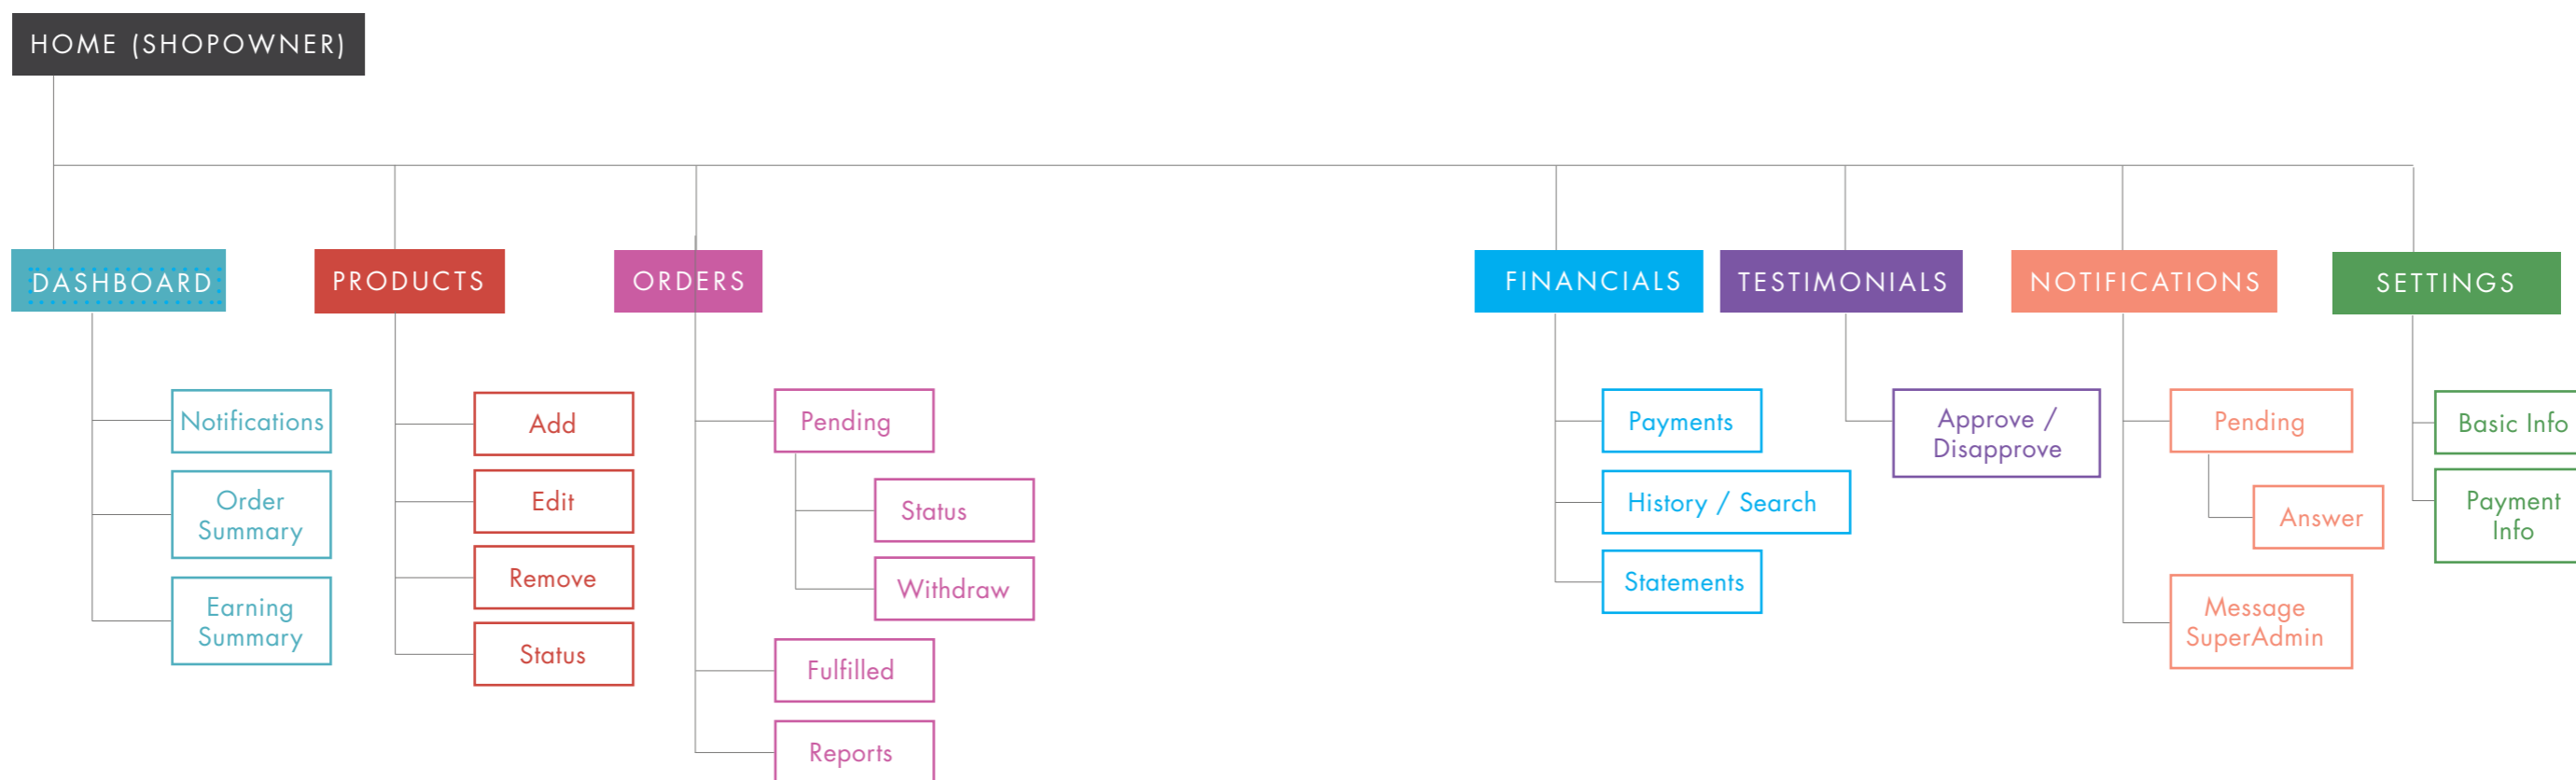 HOME (SHOPOWNER)
DASHBOARD
PRODUCTS
ORDERS
FINANCIALS
TESTIMONIALS
NOTIFICATIONS
SETTINGS
Notifications
Order
Summary
Earning
Summary
Add
Edit
Remove
Status
Pending
Status
Withdraw
Fulfilled
Reports
Payments
History / Search
Statements
Approve /
Disapprove
Pending
Answer
Message
SuperAdmin
Basic Info
Payment
Info